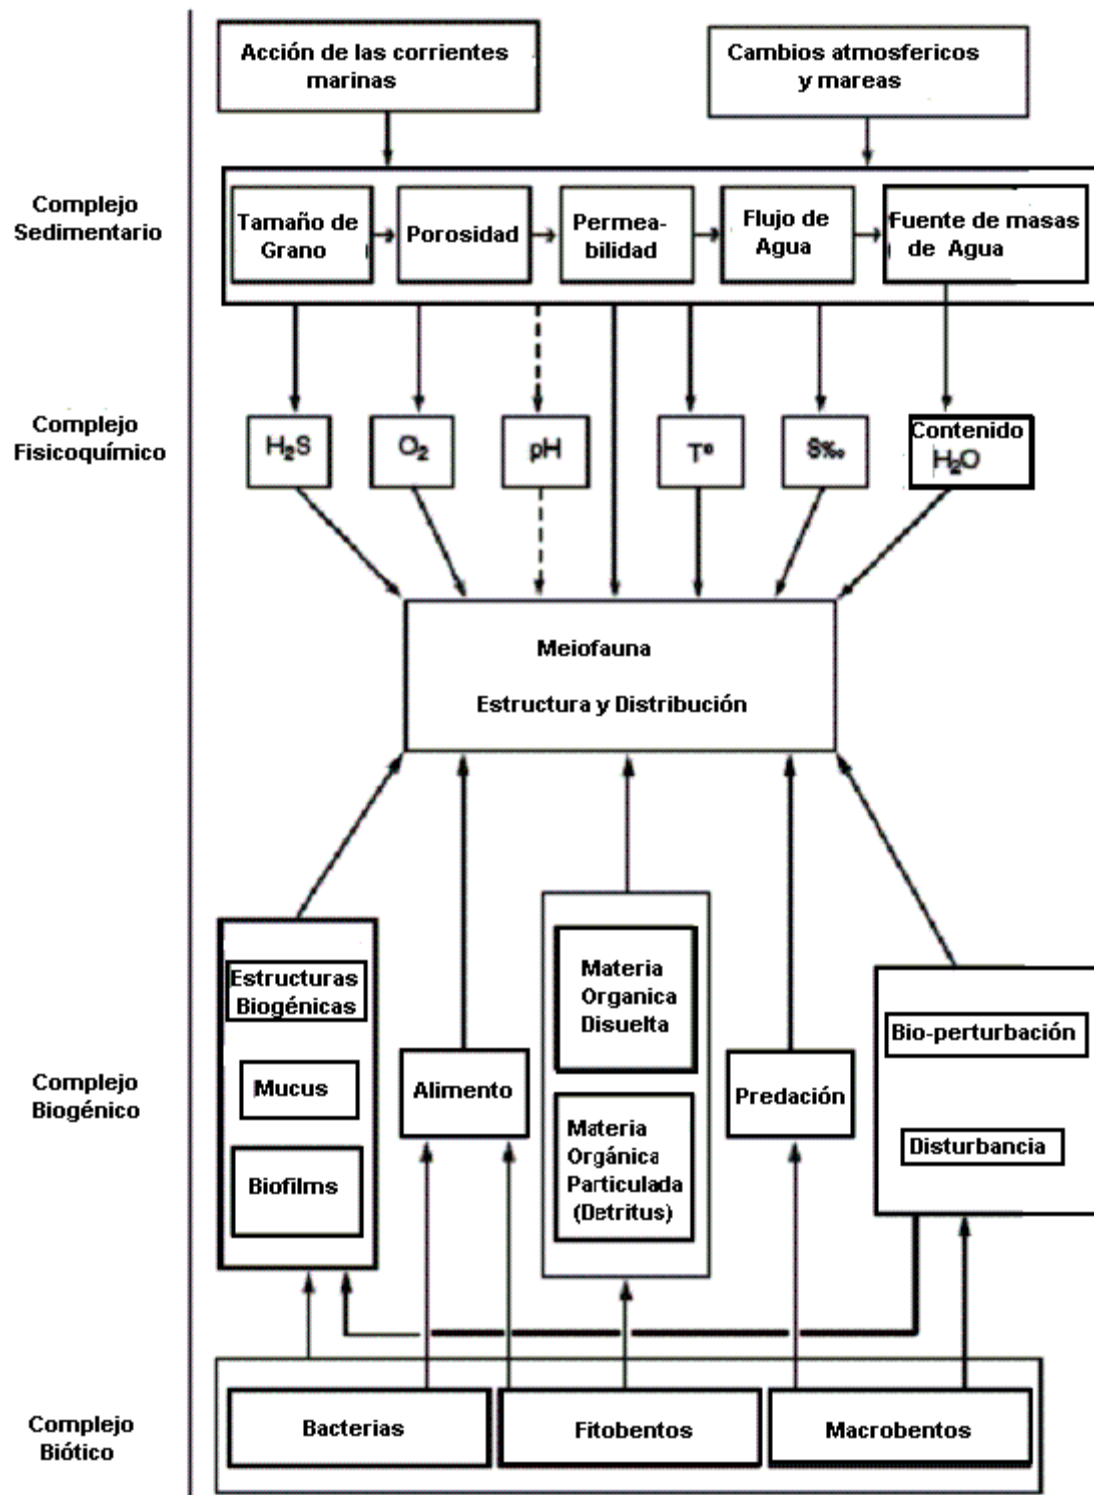 Acción de las corrientes
marinas
Cambios atmosfericos
y mareas
Complejo
Sedimentario
Tamaño de
Grano
Porosidad
Permea-
bilidad
Flujo de
Agua
Fuente de masas
de Agua
Complejo
Fisicoquímico
H₂S
O₂
pH
Tº
S‰
Contenido
H₂O
Meiofauna
Estructura y Distribución
Complejo
Biogénico
Estructuras
Biogénicas
Mucus
Biofilms
Alimento
Materia
Organica
Disuelta
Materia
Orgánica
Particulada
(Detritus)
Predación
Bio-perturbación
Disturbancia
Complejo
Biótico
Bacterias
Fitobentos
Macrobentos